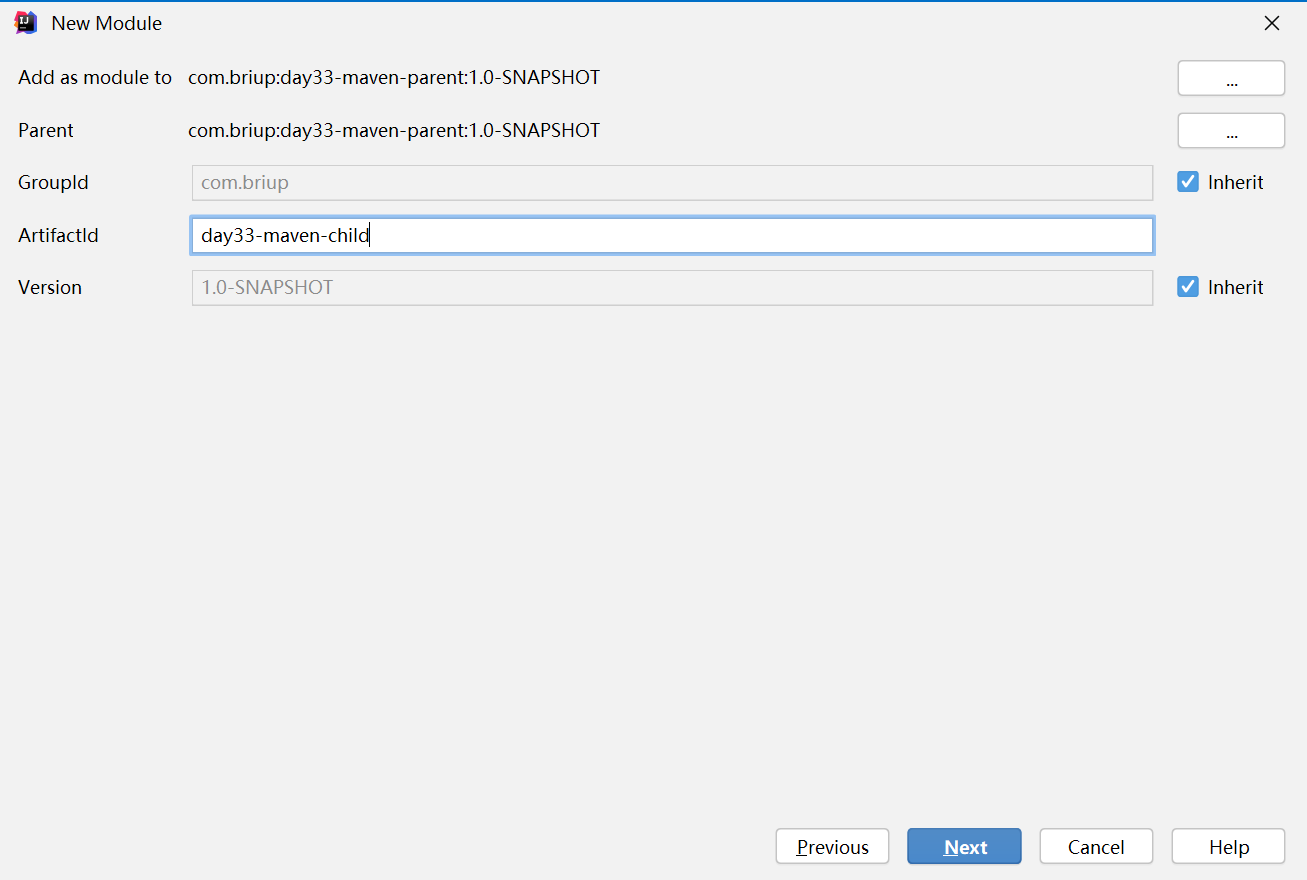 New Module
Add as module to com.briup:day33-maven-parent:1.0-SNAPSHOT ...
Parent com.briup:day33-maven-parent:1.0-SNAPSHOT ...
GroupId com.briup Inherit
ArtifactId day33-maven-child
Version 1.0-SNAPSHOT Inherit
Previous Next Cancel Help